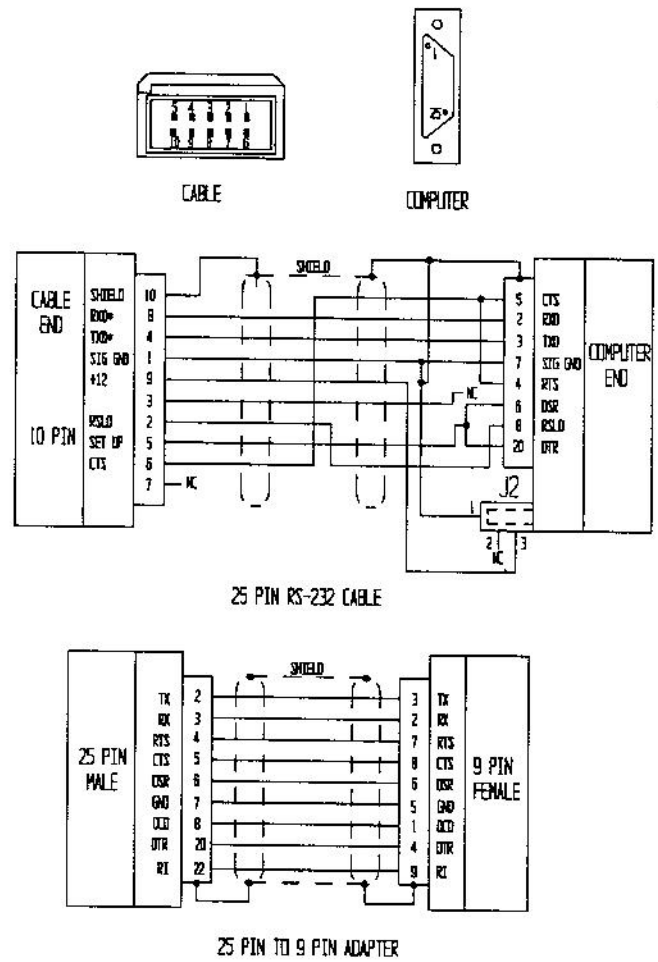 1
25
5 4 3 2 1
10 9 8 7 6
CABLE
COMPUTER
SHIELD
CABLE
END
10 PIN
SHIELD 10
RXD* 8
TXD* 4
SIG GND 1
+12 9
3
RSLD 2
SET UP 5
CTS 6
7 NC
NC
5 CTS
2 RXD
3 TXD
7 SIG GND
4 RTS
6 DSR
8 RSLD
20 DTR
COMPUTER
END
J2
1
2 3
NC
25 PIN RS-232 CABLE
SHIELD
25 PIN
MALE
TX 2
RX 3
RTS 4
CTS 5
DSR 6
GND 7
DCD 8
DTR 20
RI 22
3 TX
2 RX
7 RTS
8 CTS
6 DSR
5 GND
1 DCD
4 DTR
9 RI
9 PIN
FEMALE
25 PIN TO 9 PIN ADAPTER